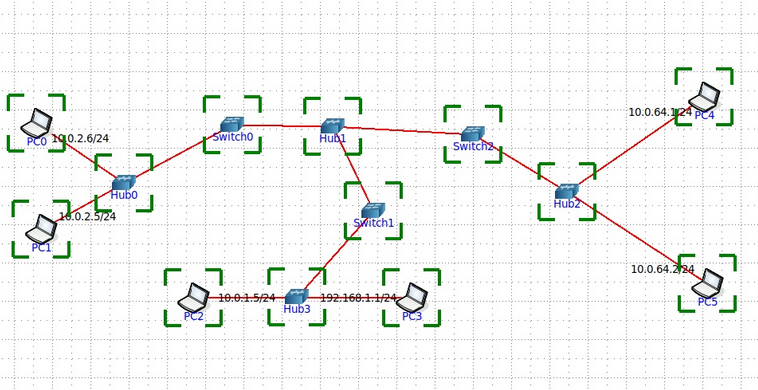 10.0.64.1/24
PC4
Switch0
Hub1
PC0
10.0.2.6/24
Switch2
Hub0
Hub2
10.0.2.5/24
PC1
Switch1
10.0.64.2/24
PC5
PC2
10.0.1.5/24
Hub3
192.168.1.1/24
PC3